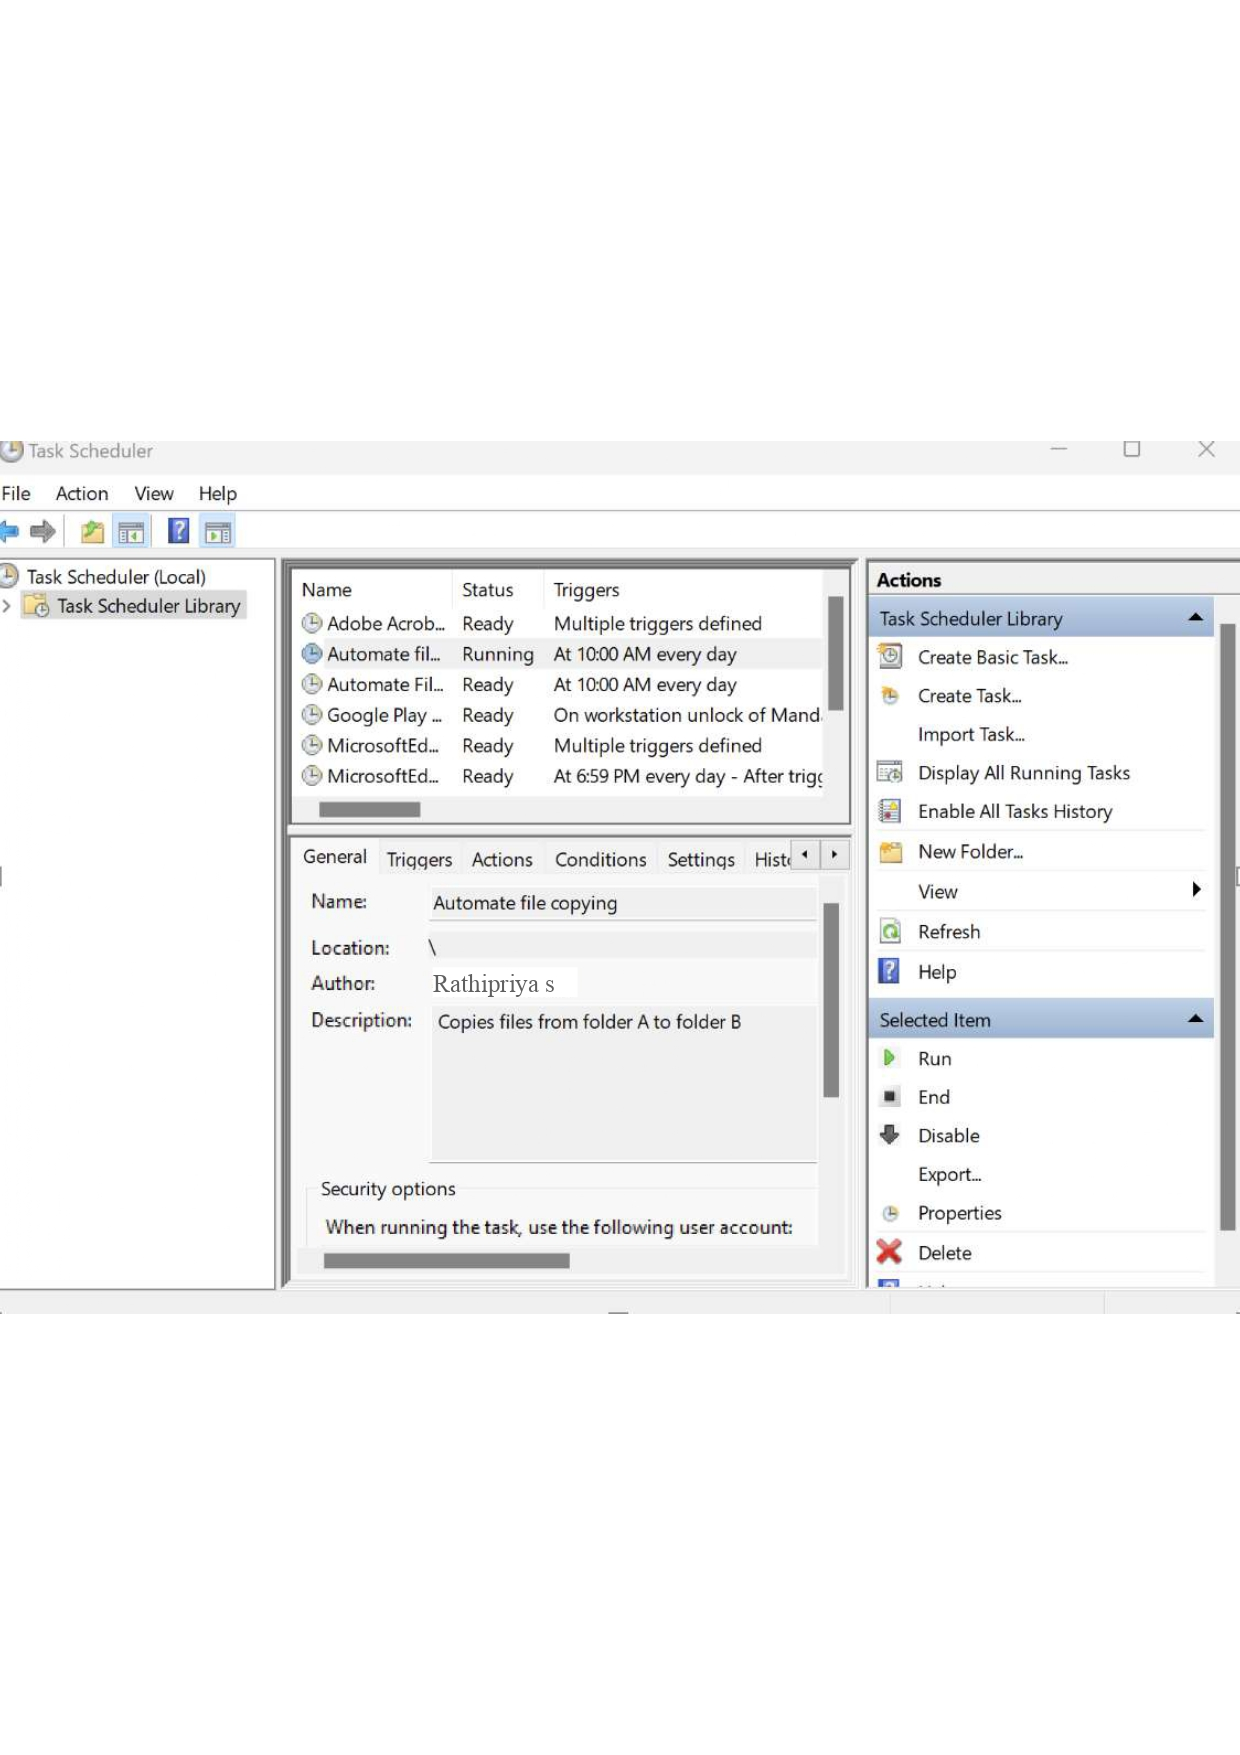 Task Scheduler
File Action View Help
Task Scheduler (Local)
Task Scheduler Library
Name Status Triggers
Adobe Acrob... Ready Multiple triggers defined
Automate fil... Running At 10:00 AM every day
Automate Fil... Ready At 10:00 AM every day
Google Play ... Ready On workstation unlock of Mand
MicrosoftEd... Ready Multiple triggers defined
MicrosoftEd... Ready At 6:59 PM every day - After trigg
General Triggers Actions Conditions Settings Histo
Name: Automate file copying
Location: \
Author: Rathipriya s
Description: Copies files from folder A to folder B
Security options
When running the task, use the following user account:
Actions
Task Scheduler Library
Create Basic Task...
Create Task...
Import Task...
Display All Running Tasks
Enable All Tasks History
New Folder...
View
Refresh
Help
Selected Item
Run
End
Disable
Export...
Properties
Delete